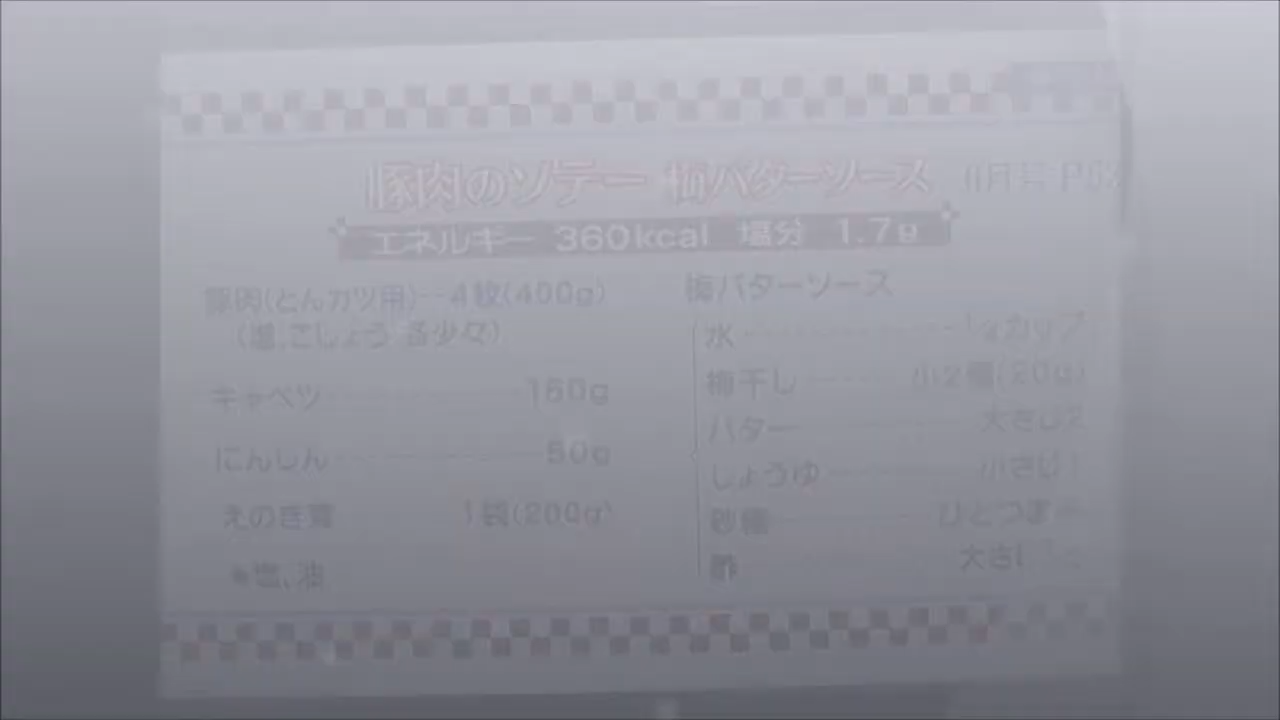 豚肉のソテー 梅バターソース 11月号
エネルギー 360kcal 塩分 1.7g
豚肉(とんカツ用)…4枚(400g)
(塩、こしょう 各少々)
キャベツ…150g
にんじん…50g
えのき茸 1袋(200g)
*塩、油
梅バターソース
水…カップ
梅干し…小2個(20g)
バター…大さじ2
しょうゆ…小さじ1
砂糖…ひとつまみ
酢 大さじ